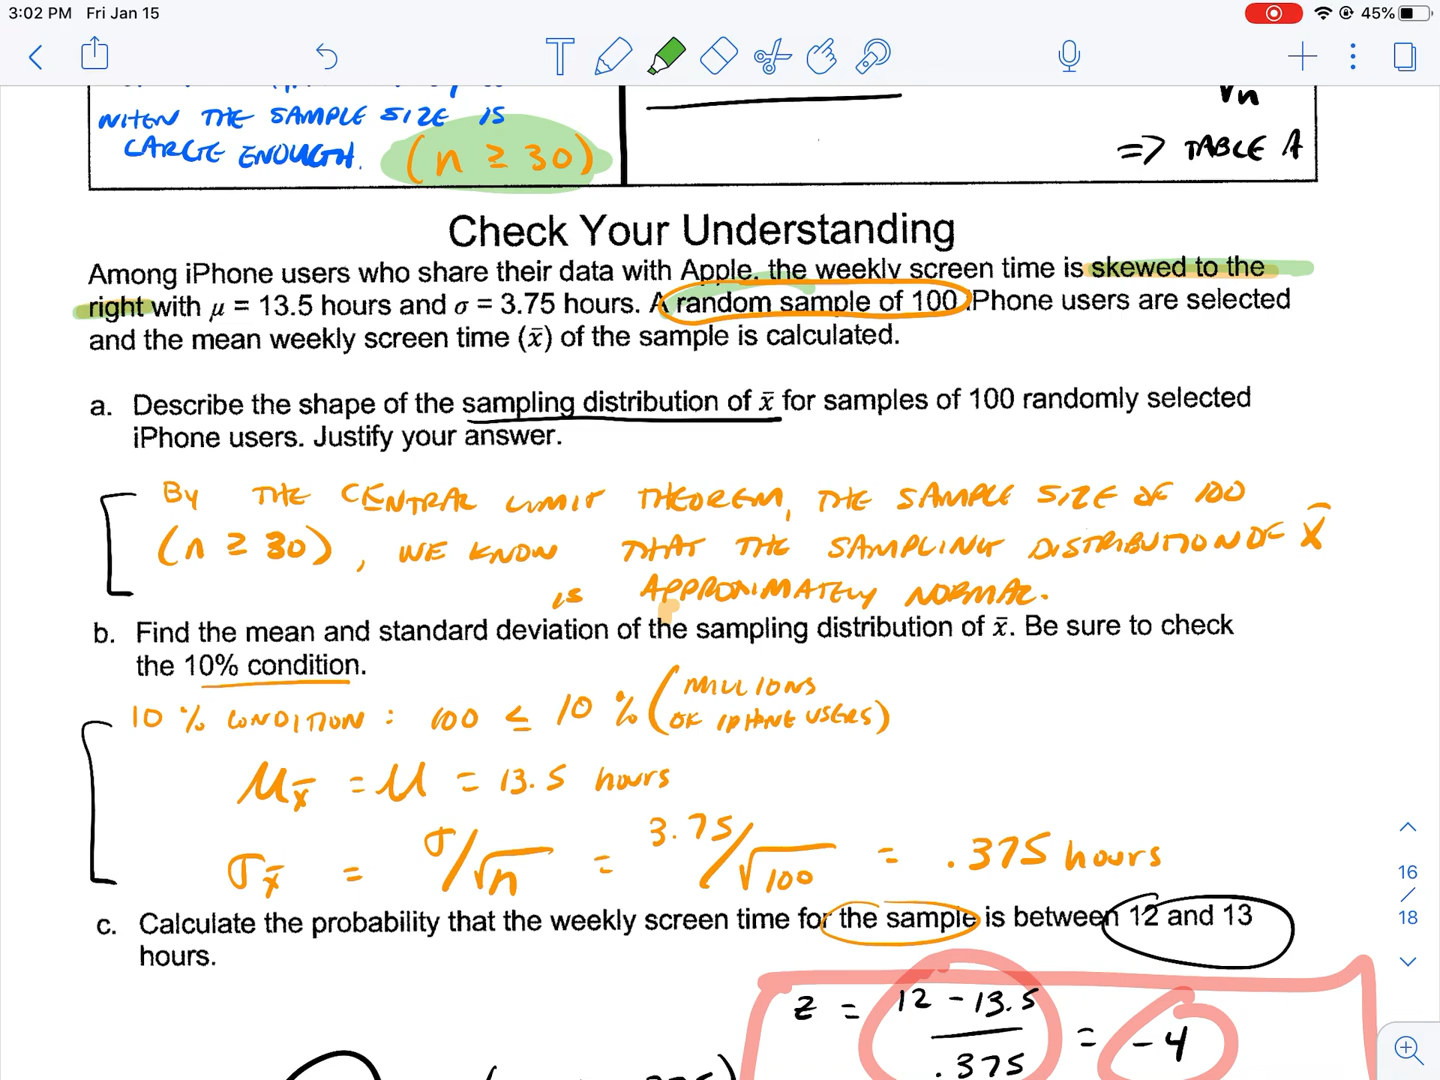 3:02 PM Fri Jan 15
45%
WHEN THE SAMPLE SIZE IS
LARGE ENOUGH. (n ≥ 30)
√n
=> TABLE A
Check Your Understanding
Among iPhone users who share their data with Apple, the weekly screen time is skewed to the
right with μ = 13.5 hours and σ = 3.75 hours. A random sample of 100 iPhone users are selected
and the mean weekly screen time (x̄) of the sample is calculated.
a. Describe the shape of the sampling distribution of x̄ for samples of 100 randomly selected
iPhone users. Justify your answer.
By THE CENTRAL LIMIT THEOREM, THE SAMPLE SIZE OF 100
(n ≥ 30), WE KNOW THAT THE SAMPLING DISTRIBUTION OF x̄
IS APPROXIMATELY NORMAL.
b. Find the mean and standard deviation of the sampling distribution of x̄. Be sure to check
the 10% condition.
10 % CONDITION : 100 ≤ 10 % (MILLIONS
OF IPHONE USERS)
μx̄ = μ = 13.5 hours
σx̄ = σ/√n = 3.75/√100 = .375 hours
c. Calculate the probability that the weekly screen time for the sample is between 12 and 13
hours.
z = 12 - 13.5 / .375 = -4
16
/
18